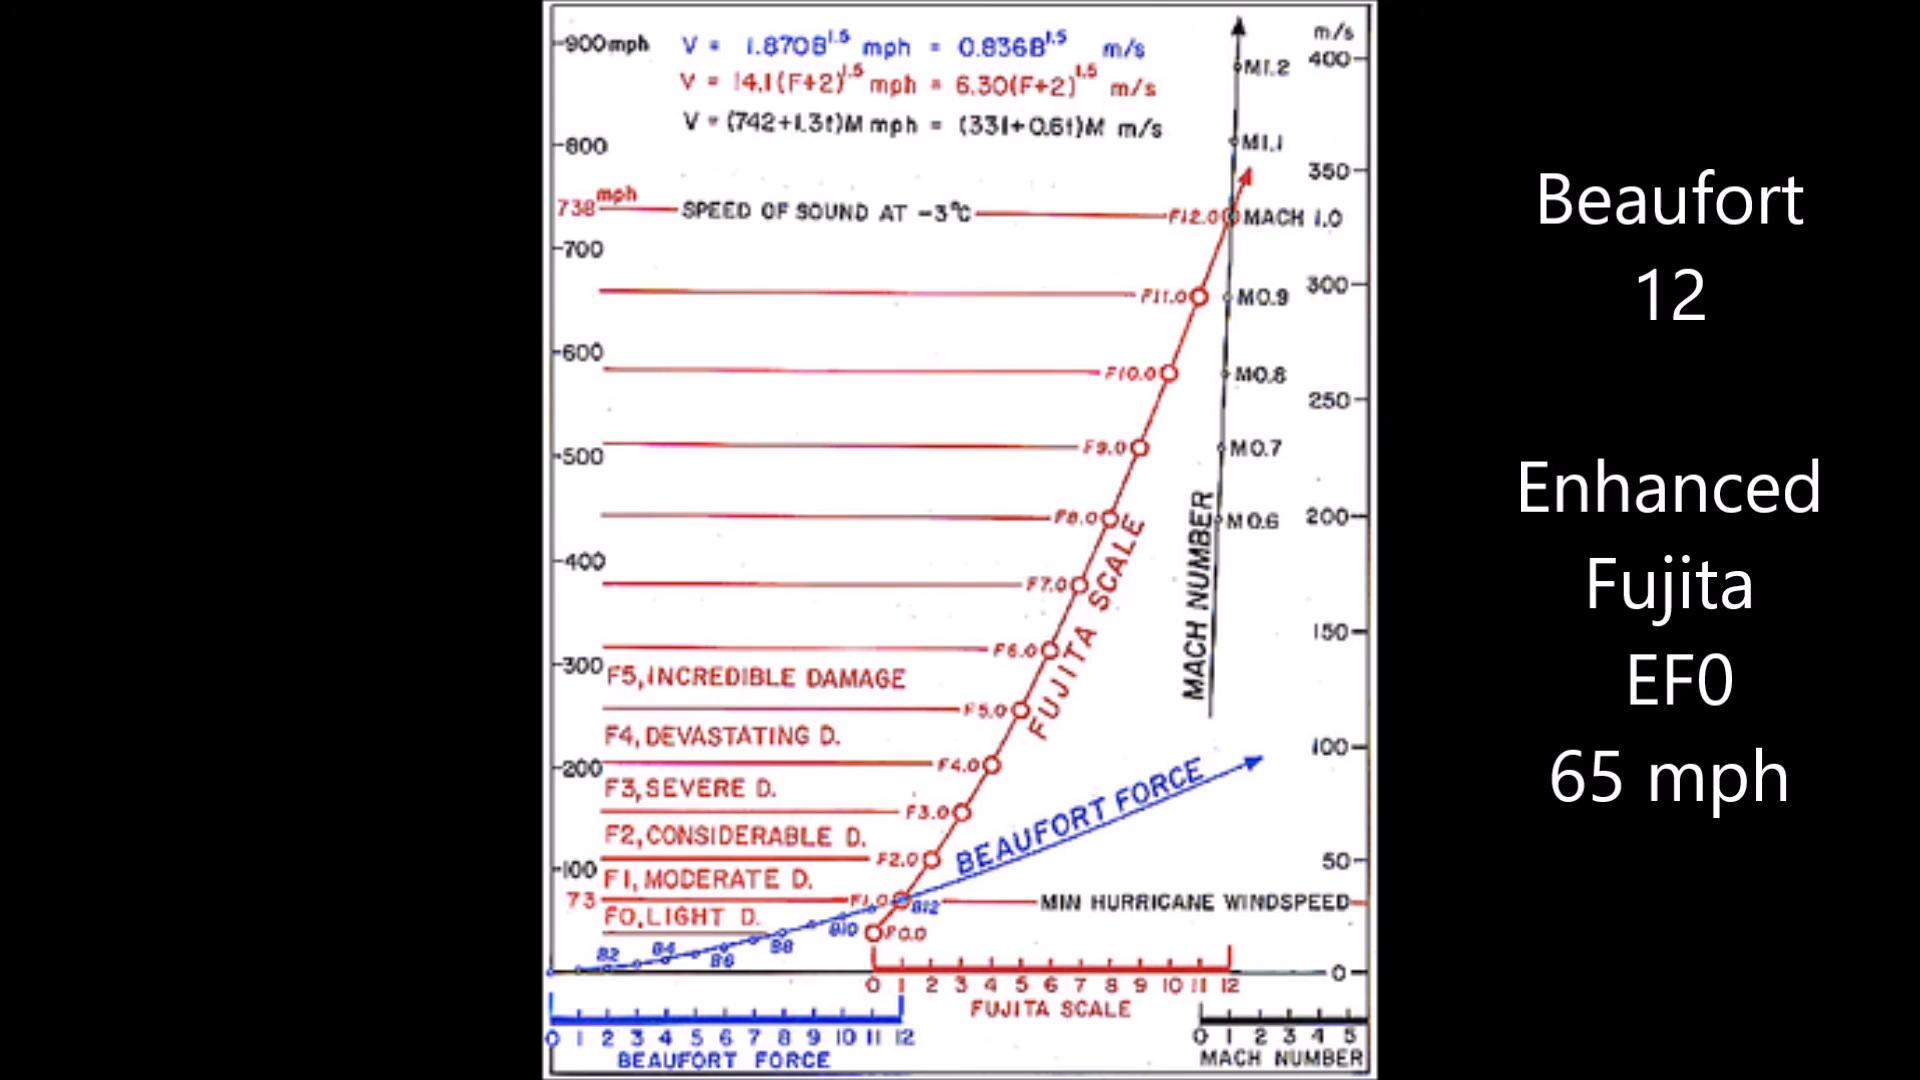 900mph
V = 1.870B^1.5 mph = 0.836B^1.5 m/s
V = 14.1(F+2)^1.5 mph = 6.30(F+2)^1.5 m/s
V = (742+1.3t)M mph = (331+0.6t)M m/s
m/s
400
M1.2
800
M1.1
350
738 mph
SPEED OF SOUND AT -3°C
F12.0
MACH 1.0
700
F11.0
M0.9
300
600
F10.0
M0.8
250
500
F9.0
M0.7
F8.0
M0.6
200
400
F7.0
FUJITA SCALE
MACH NUMBER
150
F6.0
300
F5, INCREDIBLE DAMAGE
F5.0
F4, DEVASTATING D.
100
200
F4.0
F3, SEVERE D.
F3.0
BEAUFORT FORCE
F2, CONSIDERABLE D.
F2.0
50
100
F1, MODERATE D.
73
F1.0
B12
MIN HURRICANE WINDSPEED
F0, LIGHT D.
B2 B4 B6 B8 B10
F0.0
0
0 1 2 3 4 5 6 7 8 9 10 11 12
FUJITA SCALE
0 1 2 3 4 5 6 7 8 9 10 11 12
BEAUFORT FORCE
0 1 2 3 4 5
MACH NUMBER
Beaufort
12
Enhanced
Fujita
EF0
65 mph